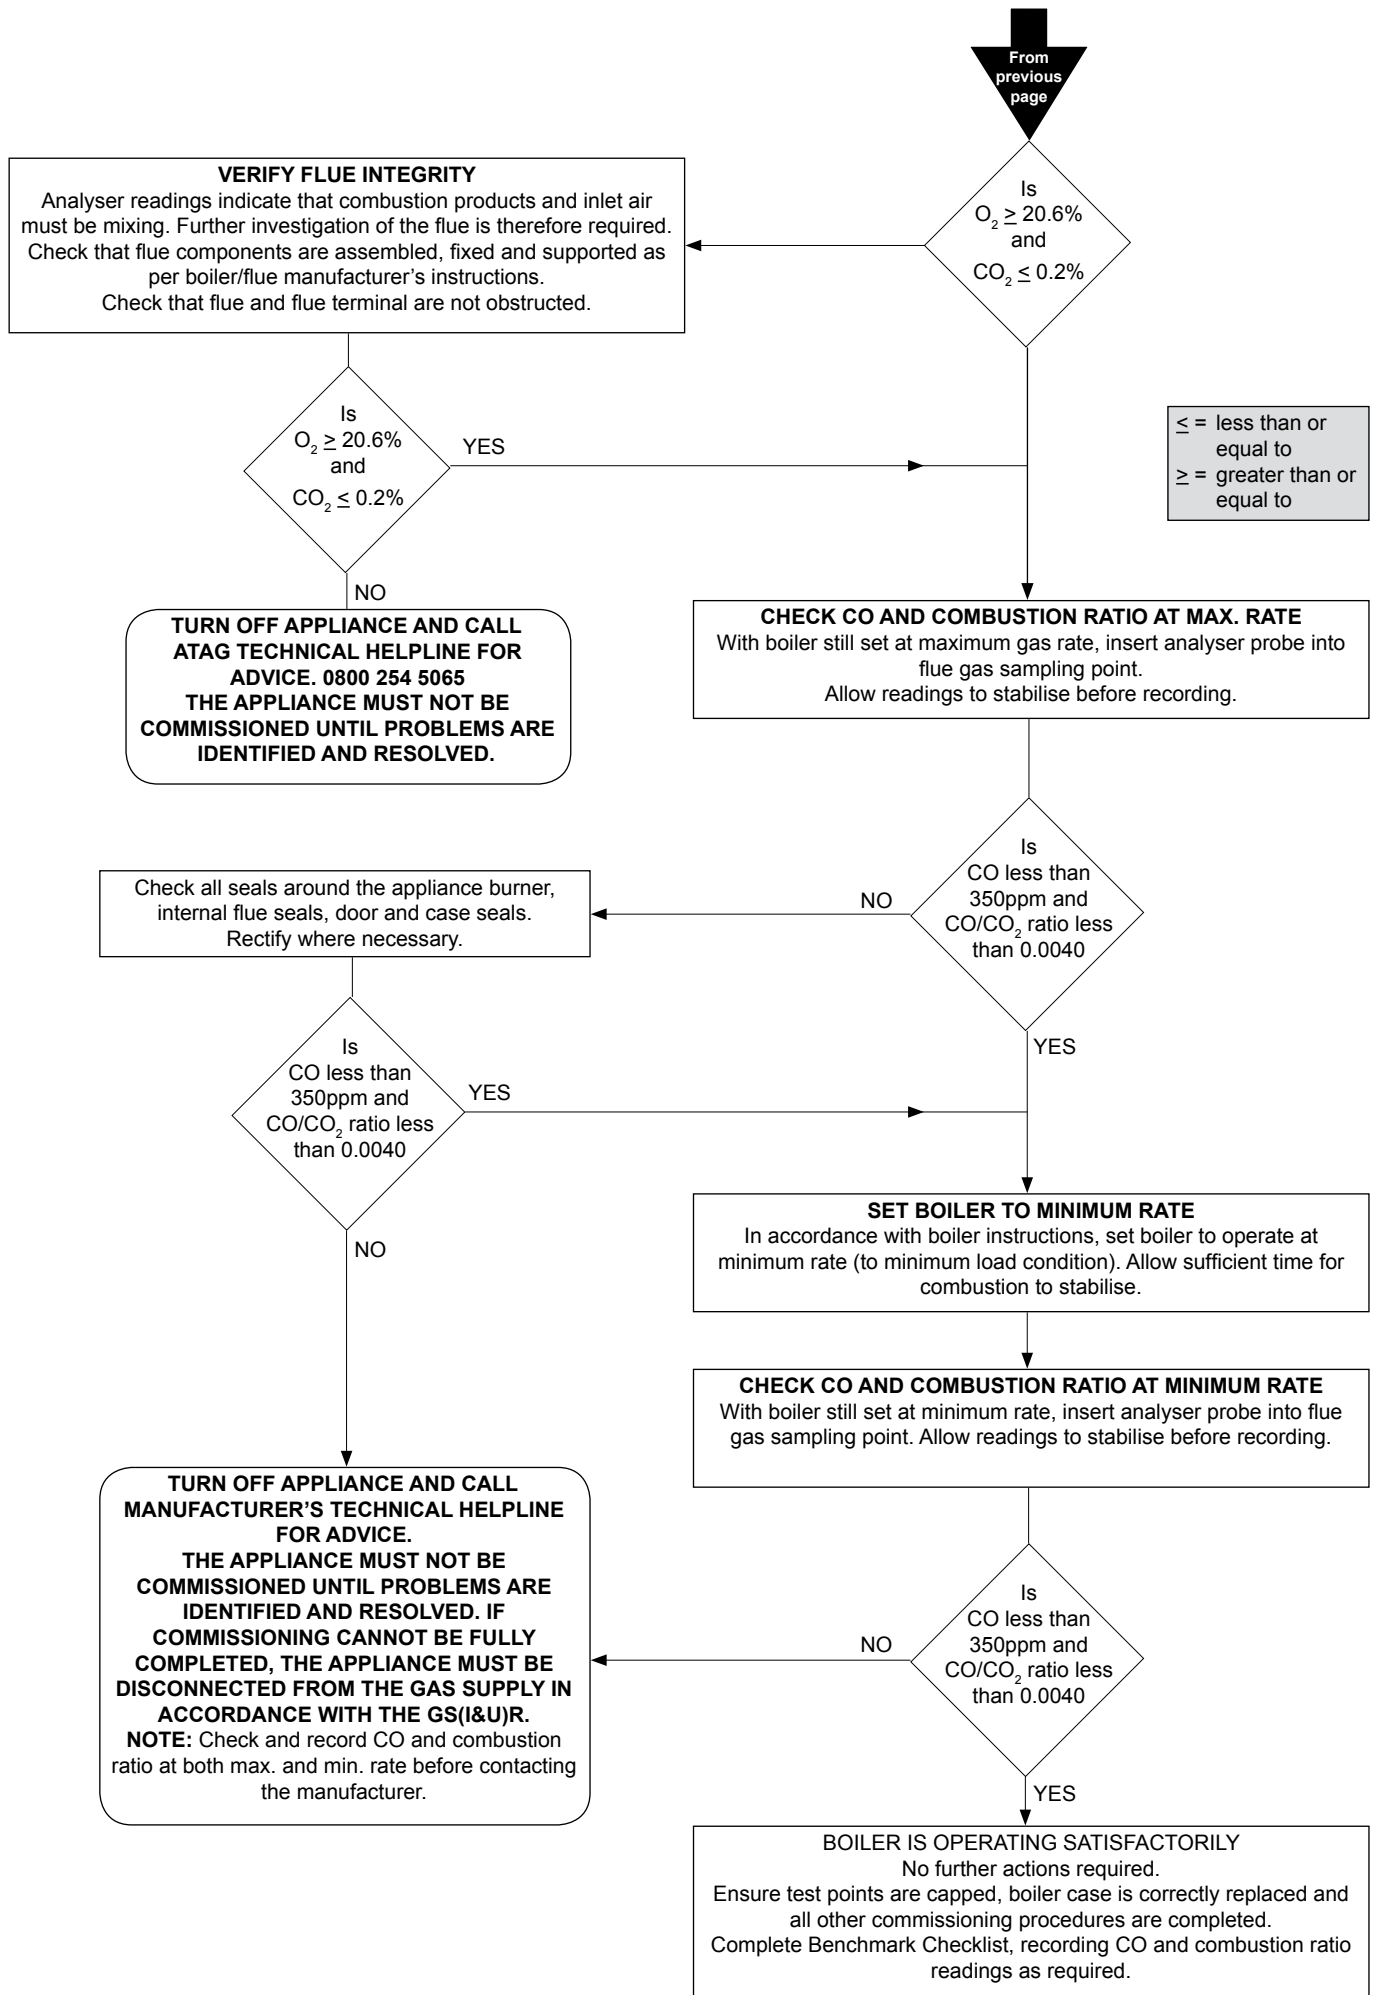 From
previous
page
Is
O₂ ≥ 20.6%
and
CO₂ ≤ 0.2%
VERIFY FLUE INTEGRITY
Analyser readings indicate that combustion products and inlet air
must be mixing. Further investigation of the flue is therefore required.
Check that flue components are assembled, fixed and supported as
per boiler/flue manufacturer’s instructions.
Check that flue and flue terminal are not obstructed.
Is
O₂ ≥ 20.6%
and
CO₂ ≤ 0.2%
YES
≤ = less than or
equal to
≥ = greater than or
equal to
NO
TURN OFF APPLIANCE AND CALL
ATAG TECHNICAL HELPLINE FOR
ADVICE. 0800 254 5065
THE APPLIANCE MUST NOT BE
COMMISSIONED UNTIL PROBLEMS ARE
IDENTIFIED AND RESOLVED.
CHECK CO AND COMBUSTION RATIO AT MAX. RATE
With boiler still set at maximum gas rate, insert analyser probe into
flue gas sampling point.
Allow readings to stabilise before recording.
Is
CO less than
350ppm and
CO/CO₂ ratio less
than 0.0040
NO
Check all seals around the appliance burner,
internal flue seals, door and case seals.
Rectify where necessary.
YES
Is
CO less than
350ppm and
CO/CO₂ ratio less
than 0.0040
YES
NO
SET BOILER TO MINIMUM RATE
In accordance with boiler instructions, set boiler to operate at
minimum rate (to minimum load condition). Allow sufficient time for
combustion to stabilise.
CHECK CO AND COMBUSTION RATIO AT MINIMUM RATE
With boiler still set at minimum rate, insert analyser probe into flue
gas sampling point. Allow readings to stabilise before recording.
TURN OFF APPLIANCE AND CALL
MANUFACTURER’S TECHNICAL HELPLINE
FOR ADVICE.
THE APPLIANCE MUST NOT BE
COMMISSIONED UNTIL PROBLEMS ARE
IDENTIFIED AND RESOLVED. IF
COMMISSIONING CANNOT BE FULLY
COMPLETED, THE APPLIANCE MUST BE
DISCONNECTED FROM THE GAS SUPPLY IN
ACCORDANCE WITH THE GS(I&U)R.
NOTE: Check and record CO and combustion
ratio at both max. and min. rate before contacting
the manufacturer.
Is
CO less than
350ppm and
CO/CO₂ ratio less
than 0.0040
NO
YES
BOILER IS OPERATING SATISFACTORILY
No further actions required.
Ensure test points are capped, boiler case is correctly replaced and
all other commissioning procedures are completed.
Complete Benchmark Checklist, recording CO and combustion ratio
readings as required.